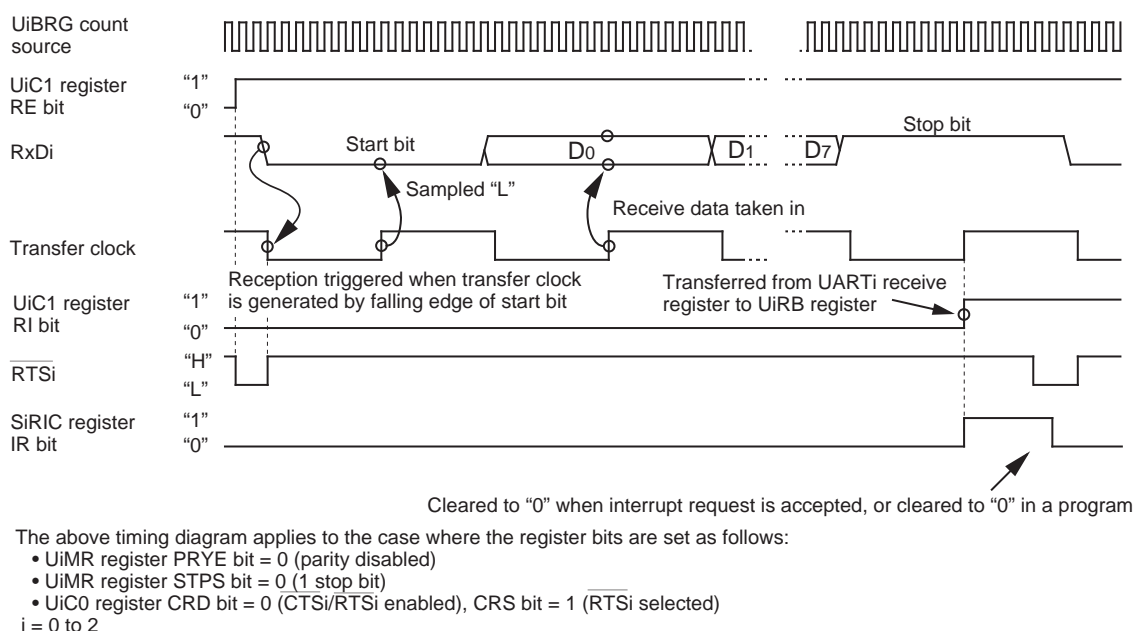 UiBRG count
source
UiC1 register
RE bit
“1”
“0”
RxDi
Start bit
D0
D1
D7
Stop bit
Sampled “L”
Receive data taken in
Transfer clock
Reception triggered when transfer clock
is generated by falling edge of start bit
Transferred from UARTi receive
register to UiRB register
UiC1 register
RI bit
“1”
“0”
RTSi
“H”
“L”
SiRIC register
IR bit
“1”
“0”
Cleared to “0” when interrupt request is accepted, or cleared to “0” in a program
The above timing diagram applies to the case where the register bits are set as follows:
• UiMR register PRYE bit = 0 (parity disabled)
• UiMR register STPS bit = 0 (1 stop bit)
• UiC0 register CRD bit = 0 (CTSi/RTSi enabled), CRS bit = 1 (RTSi selected)
i = 0 to 2